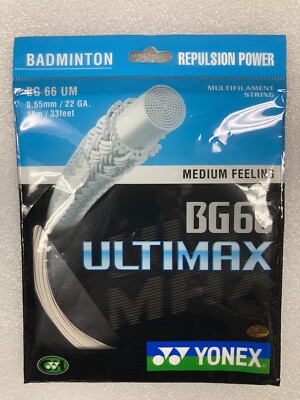 BADMINTON
REPULSION POWER
BG 66 UM
0.65mm / 22 GA.
10m / 33feet
MULTIFILAMENT
STRING
MEDIUM FEELING
BG66
ULTIMAX
YONEX